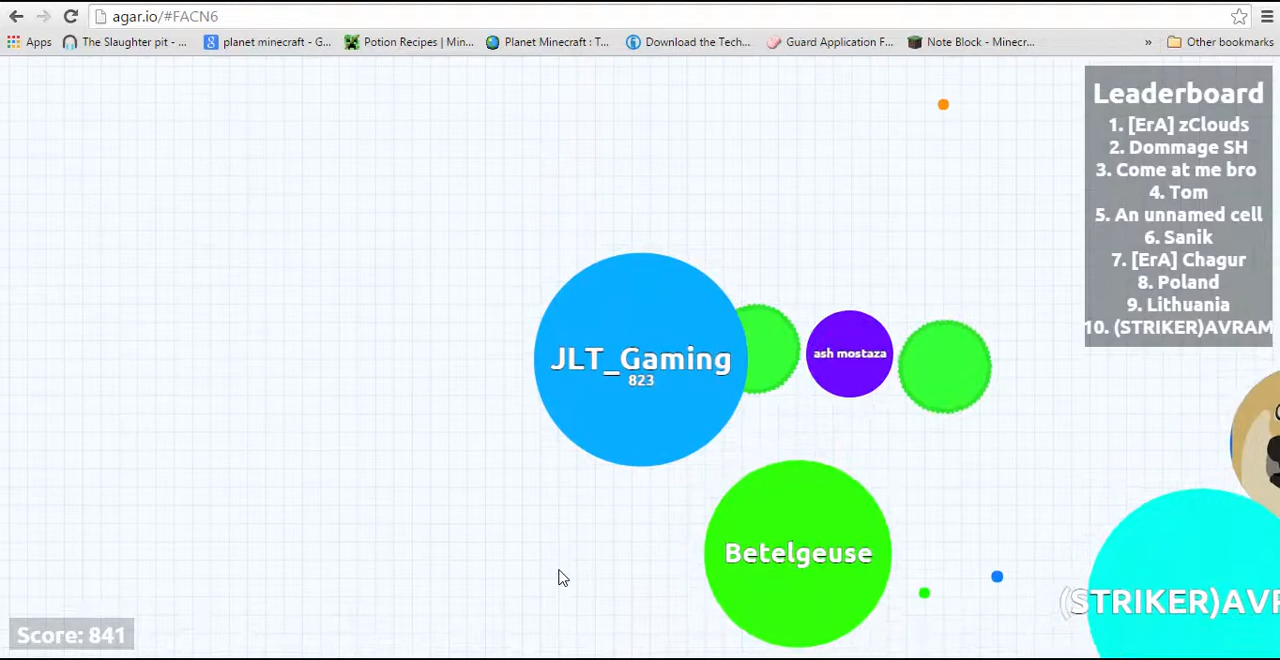 agar.io/#FACN6
Apps The Slaughter pit - ... planet minecraft - G... Potion Recipes | Min... Planet Minecraft : T... Download the Tech... Guard Application F... Note Block - Minecr... » Other bookmarks
Leaderboard
1. [ErA] zClouds
2. Dommage SH
3. Come at me bro
4. Tom
5. An unnamed cell
6. Sanik
7. [ErA] Chagur
8. Poland
9. Lithuania
10. (STRIKER)AVRAM
JLT_Gaming
823
ash mostaza
Betelgeuse
(STRIKER)AVR
Score: 841